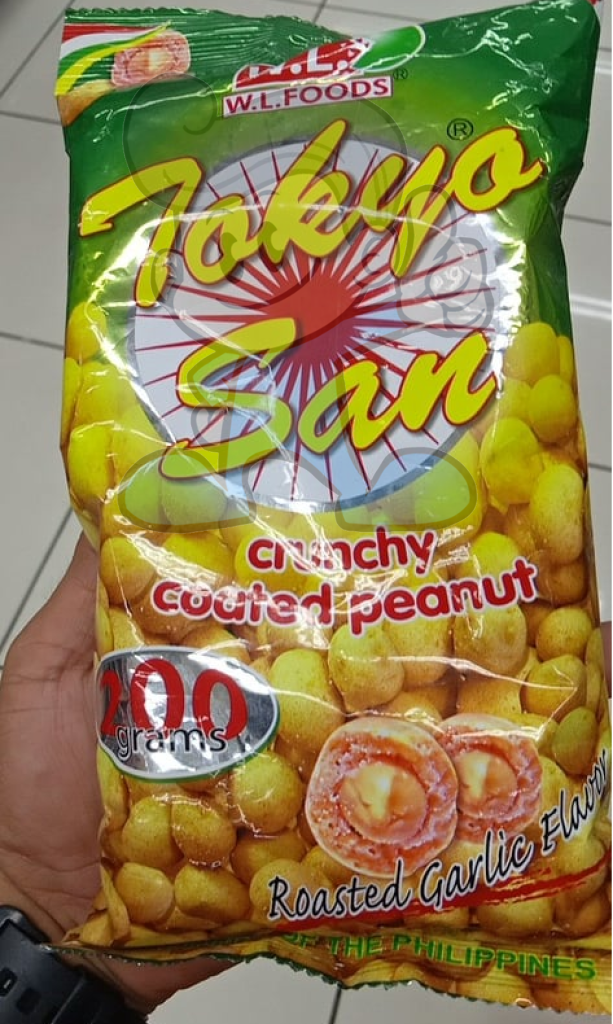 W.L.
W.L.FOODS®
Tokyo®
San
crunchy
coated peanut
200
grams
Roasted Garlic Flavor
OF THE PHILIPPINES